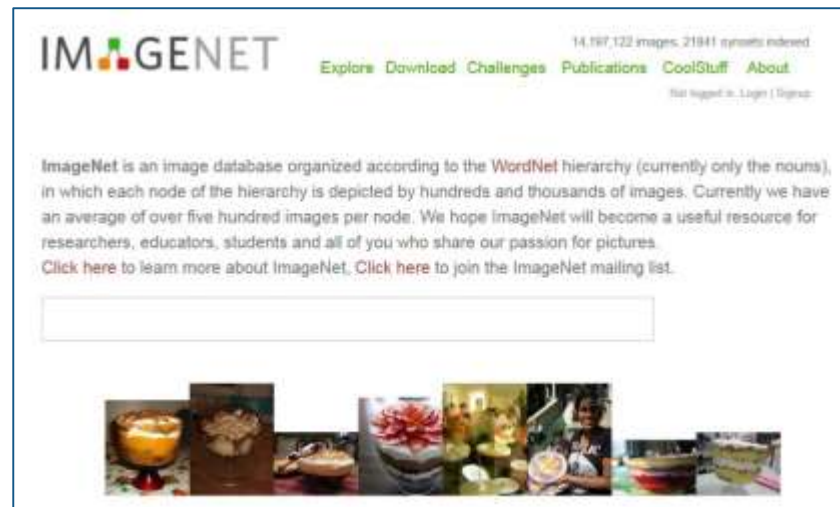 IMAGENET
14,197,122 images, 21841 synsets indexed
Explore Download Challenges Publications CoolStuff About
Not logged in. Login | Signup
ImageNet is an image database organized according to the WordNet hierarchy (currently only the nouns),
in which each node of the hierarchy is depicted by hundreds and thousands of images. Currently we have
an average of over five hundred images per node. We hope ImageNet will become a useful resource for
researchers, educators, students and all of you who share our passion for pictures.
Click here to learn more about ImageNet, Click here to join the ImageNet mailing list.